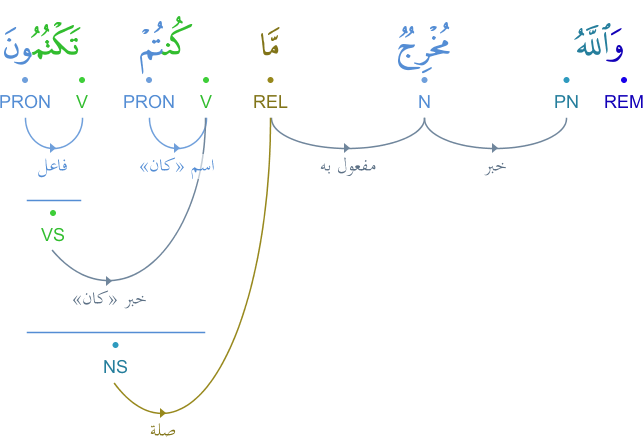 وَٱللَّهُ مُخْرِجٌ مَّا كُنتُمْ تَكْتُمُونَ
REM PN N REL V PRON V PRON
خبر مفعول به اسم «كان» فاعل
VS
خبر «كان»
NS
صلة